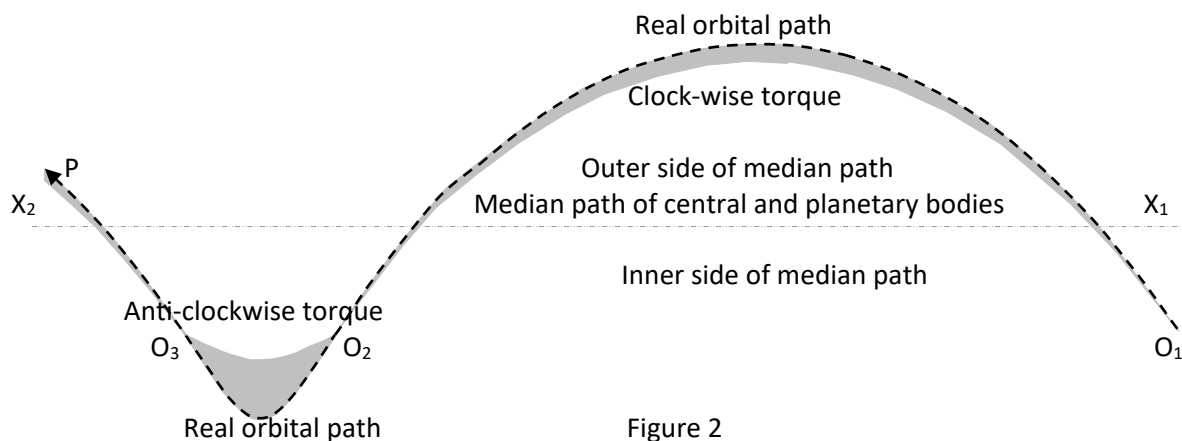 Real orbital path
Clock-wise torque
P
Outer side of median path
X₂
Median path of central and planetary bodies
X₁
Inner side of median path
Anti-clockwise torque
O₃
O₂
O₁
Real orbital path
Figure 2